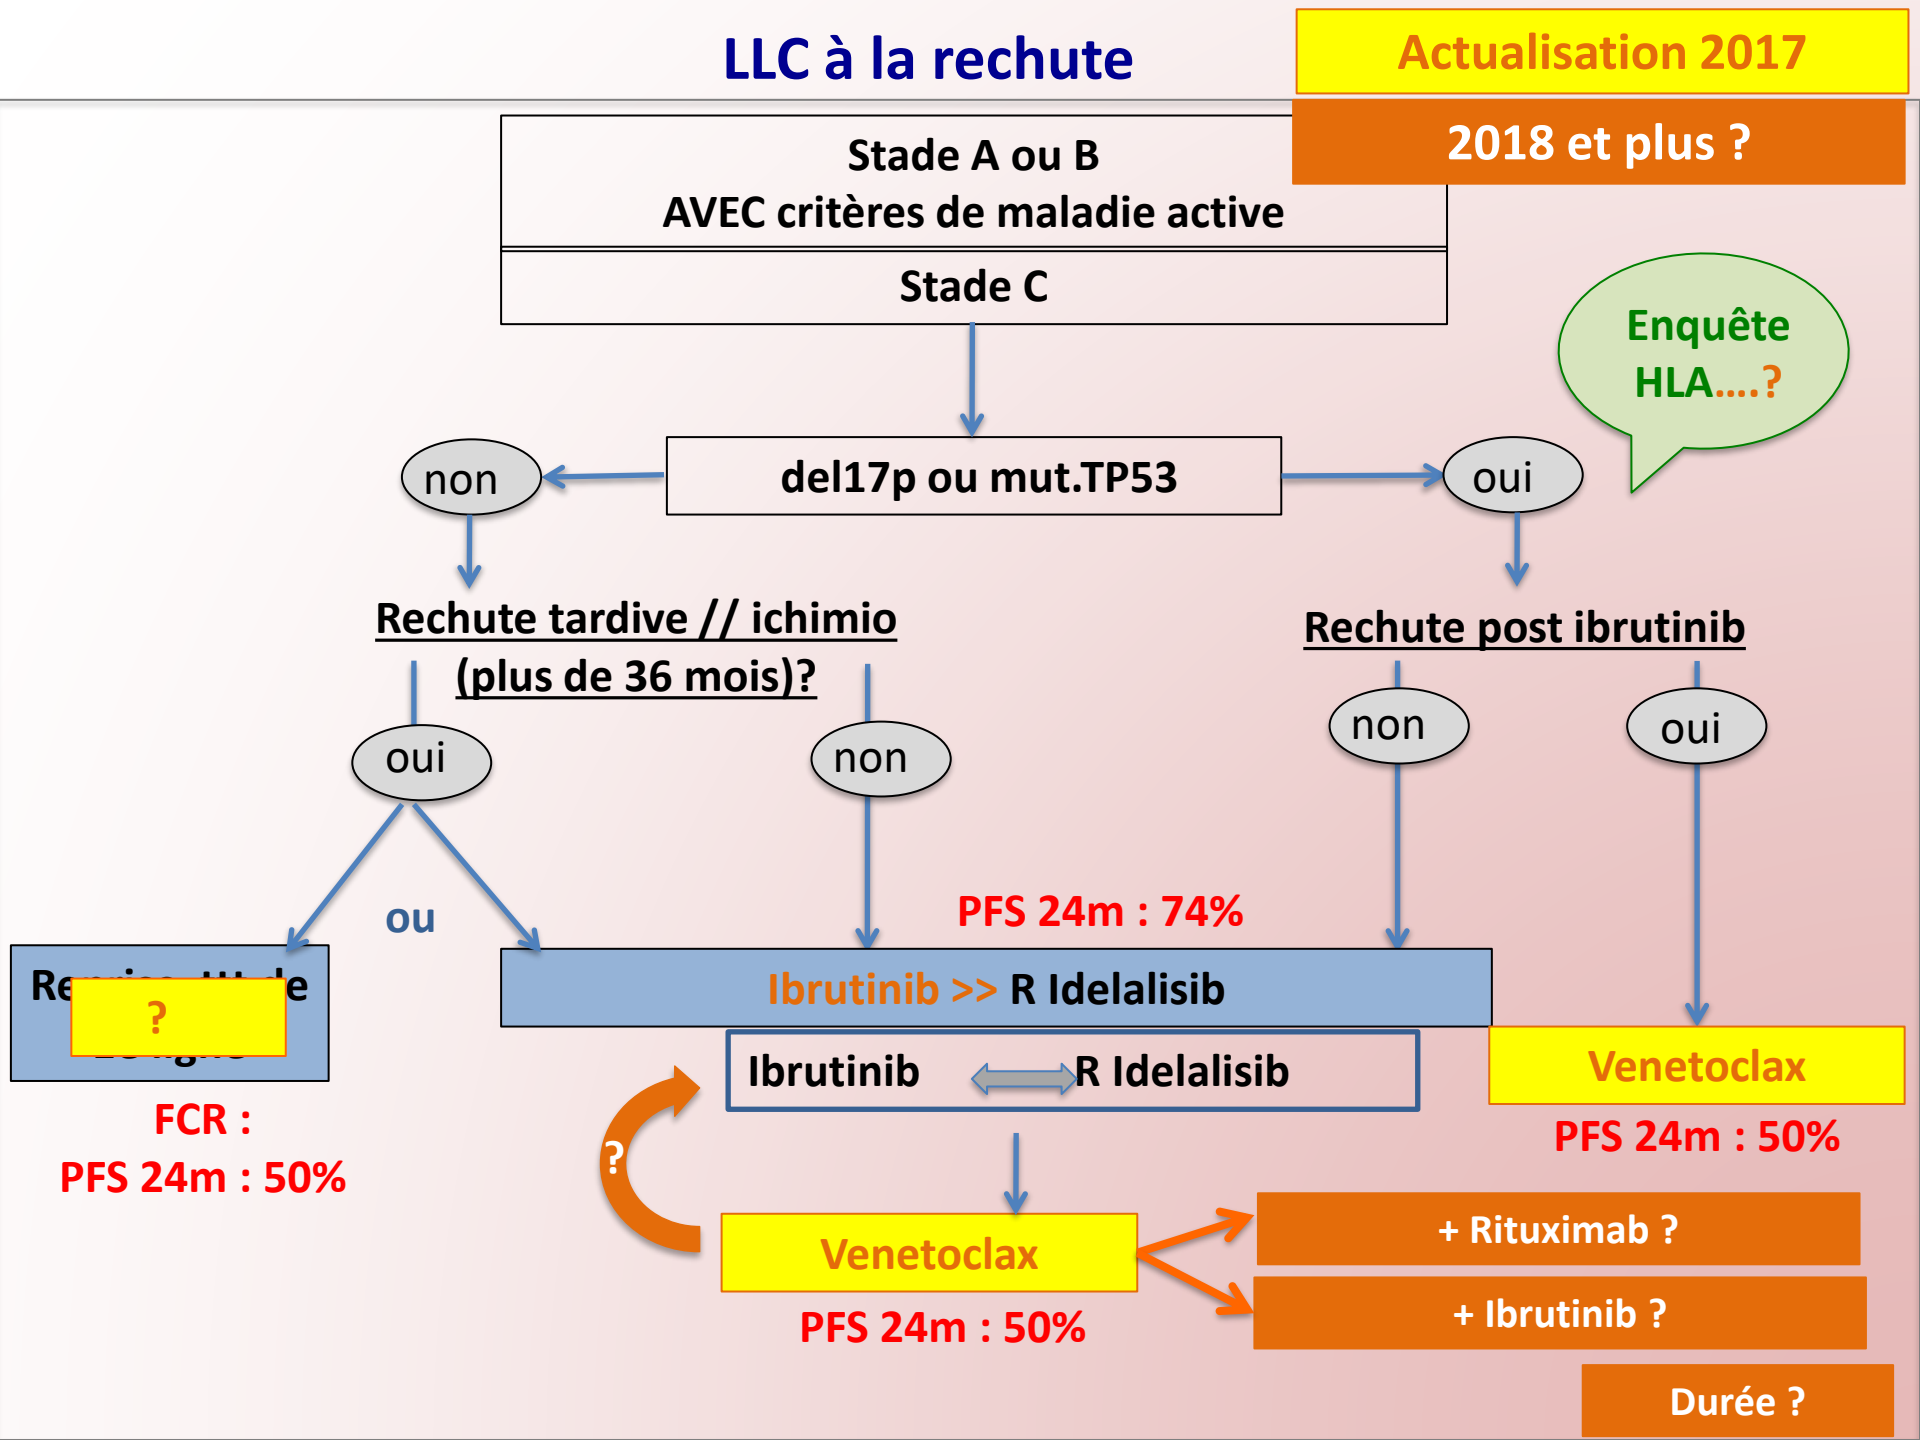 LLC à la rechute
Actualisation 2017
2018 et plus ?
Stade A ou B
AVEC critères de maladie active
Stade C
Enquête
HLA....?
non
del17p ou mut.TP53
oui
Rechute tardive // ichimio
(plus de 36 mois)?
Rechute post ibrutinib
oui
non
non
oui
ou
PFS 24m : 74%
de
?
Ibrutinib >> R Idelalisib
Ibrutinib R Idelalisib
Venetoclax
FCR :
PFS 24m : 50%
PFS 24m : 50%
?
Venetoclax
PFS 24m : 50%
+ Rituximab ?
+ Ibrutinib ?
Durée ?